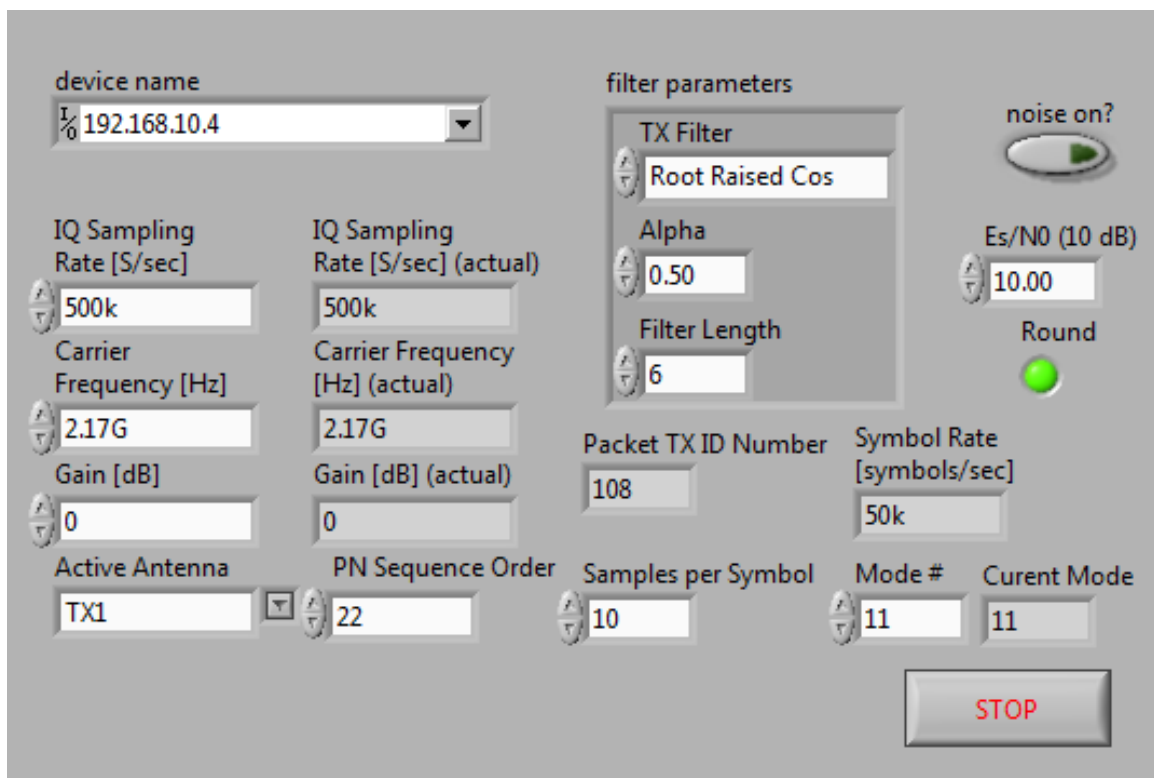 device name
I/O 192.168.10.4
filter parameters
TX Filter
Root Raised Cos
Alpha
0.50
Filter Length
6
noise on?
Es/N0 (10 dB)
10.00
Round
IQ Sampling
Rate [S/sec]
500k
IQ Sampling
Rate [S/sec] (actual)
500k
Carrier
Frequency [Hz]
2.17G
Carrier Frequency
[Hz] (actual)
2.17G
Gain [dB]
0
Gain [dB] (actual)
0
Packet TX ID Number
108
Symbol Rate
[symbols/sec]
50k
Active Antenna
TX1
PN Sequence Order
22
Samples per Symbol
10
Mode #
11
Curent Mode
11
STOP